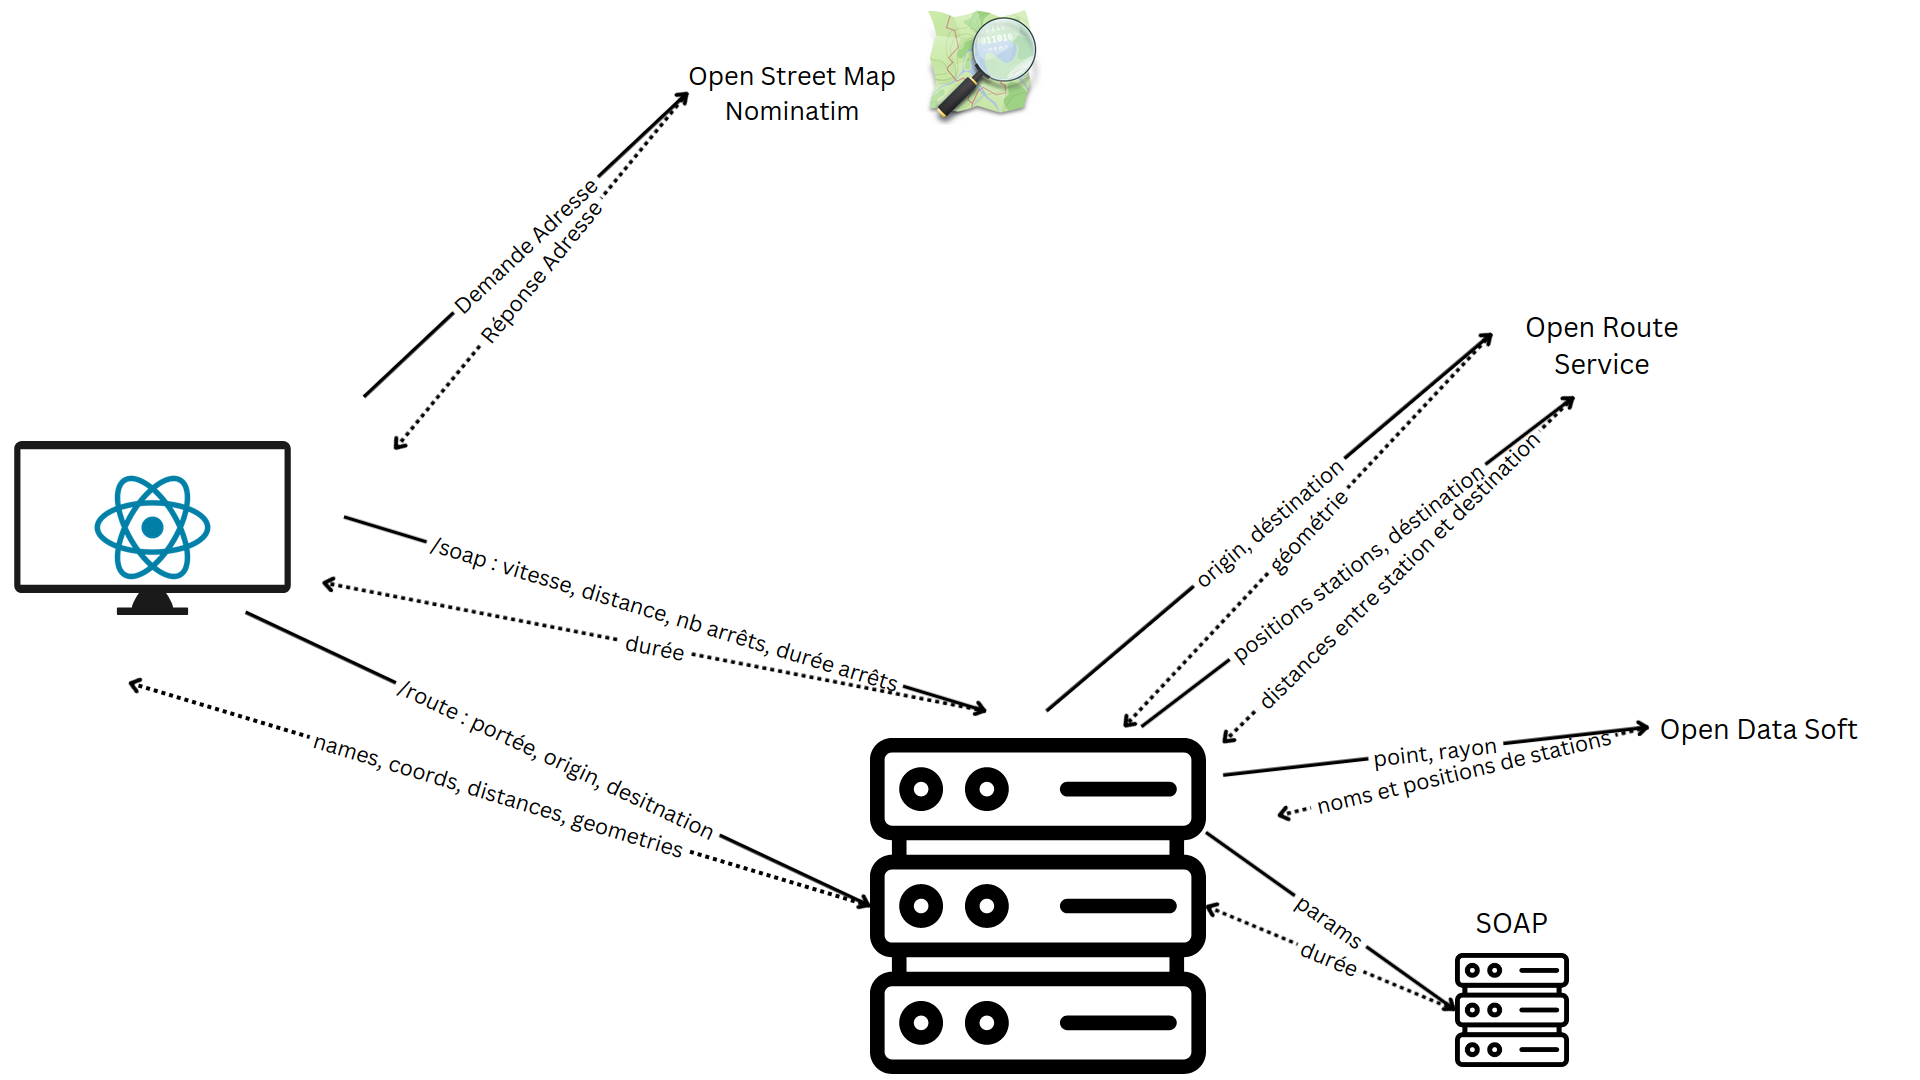 Open Street Map
Nominatim
Demande Adresse
Réponse Adresse
Open Route
Service
origin, déstination
géométrie
positions stations, déstination
distances entre station et destination
/soap : vitesse, distance, nb arrêts, durée arrêts
durée
/route : portée, origin, desitnation
names, coords, distances, geometries
point, rayon
noms et positions de stations
Open Data Soft
params
durée
SOAP